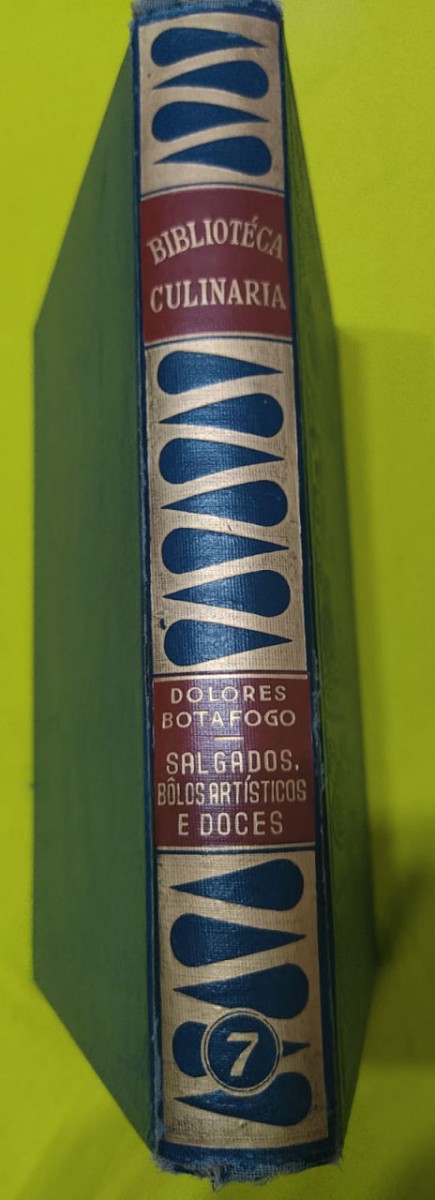 BIBLIOTÉCA
CULINARIA
DOLORES
BOTAFOGO
SALGADOS,
BÔLOS ARTÍSTICOS
E DOCES
7